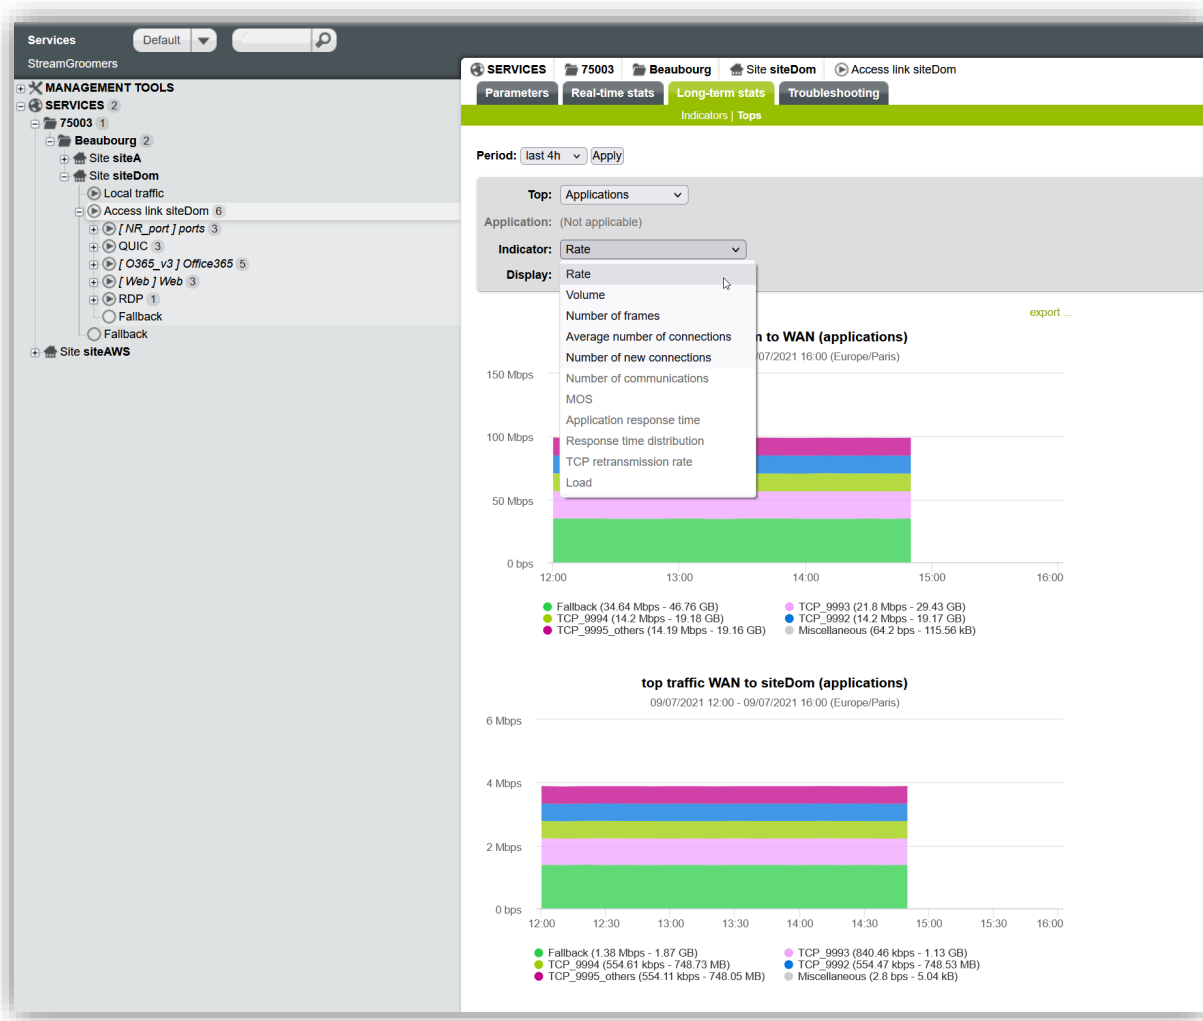 Services Default
StreamGroomers
MANAGEMENT TOOLS
SERVICES 2
75003 1
Beaubourg 2
Site siteA
Site siteDom
Local traffic
Access link siteDom 6
[ NR_port ] ports 3
QUIC 3
[ O365_v3 ] Office365 5
[ Web ] Web 3
RDP 1
Fallback
Fallback
Site siteAWS
SERVICES 75003 Beaubourg Site siteDom Access link siteDom
Parameters Real-time stats Long-term stats Troubleshooting
Indicators | Tops
Period: last 4h Apply
Top: Applications
Application: (Not applicable)
Indicator: Rate
Display:
Rate
Volume
Number of frames
Average number of connections
Number of new connections
Number of communications
MOS
Application response time
Response time distribution
TCP retransmission rate
Load
export ...
to WAN (applications)
07/2021 16:00 (Europe/Paris)
150 Mbps
100 Mbps
50 Mbps
0 bps
12:00 13:00 14:00 15:00 16:00
Fallback (34.64 Mbps - 46.76 GB) TCP_9993 (21.8 Mbps - 29.43 GB)
TCP_9994 (14.2 Mbps - 19.18 GB) TCP_9992 (14.2 Mbps - 19.17 GB)
TCP_9995_others (14.19 Mbps - 19.16 GB) Miscellaneous (64.2 bps - 115.56 kB)
top traffic WAN to siteDom (applications)
09/07/2021 12:00 - 09/07/2021 16:00 (Europe/Paris)
6 Mbps
4 Mbps
2 Mbps
0 bps
12:00 12:30 13:00 13:30 14:00 14:30 15:00 15:30 16:00
Fallback (1.38 Mbps - 1.87 GB) TCP_9993 (840.46 kbps - 1.13 GB)
TCP_9994 (554.61 kbps - 748.73 MB) TCP_9992 (554.47 kbps - 748.53 MB)
TCP_9995_others (554.11 kbps - 748.05 MB) Miscellaneous (2.8 bps - 5.04 kB)